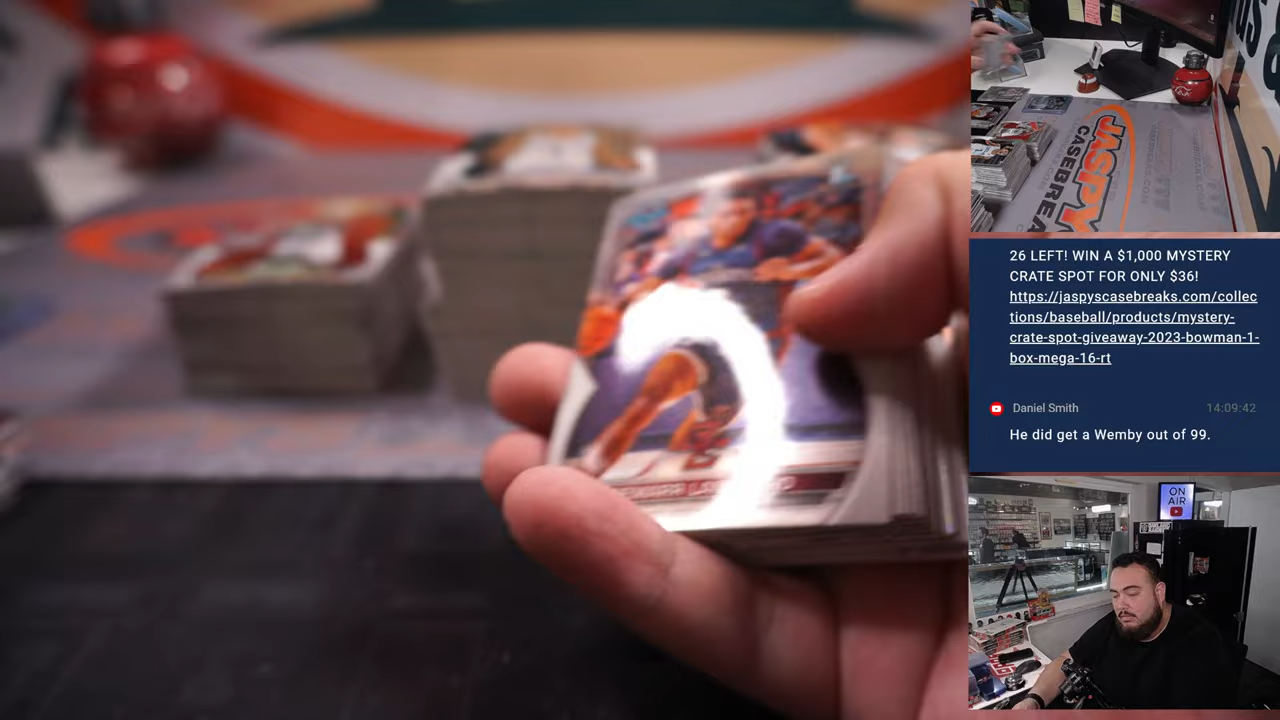 JASPY
CASEBREA
26 LEFT! WIN A $1,000 MYSTERY
CRATE SPOT FOR ONLY $36!
https://jaspyscasebreaks.com/collec
tions/baseball/products/mystery-
crate-spot-giveaway-2023-bowman-1-
box-mega-16-rt
Daniel Smith 14:09:42
He did get a Wemby out of 99.
ON
AIR